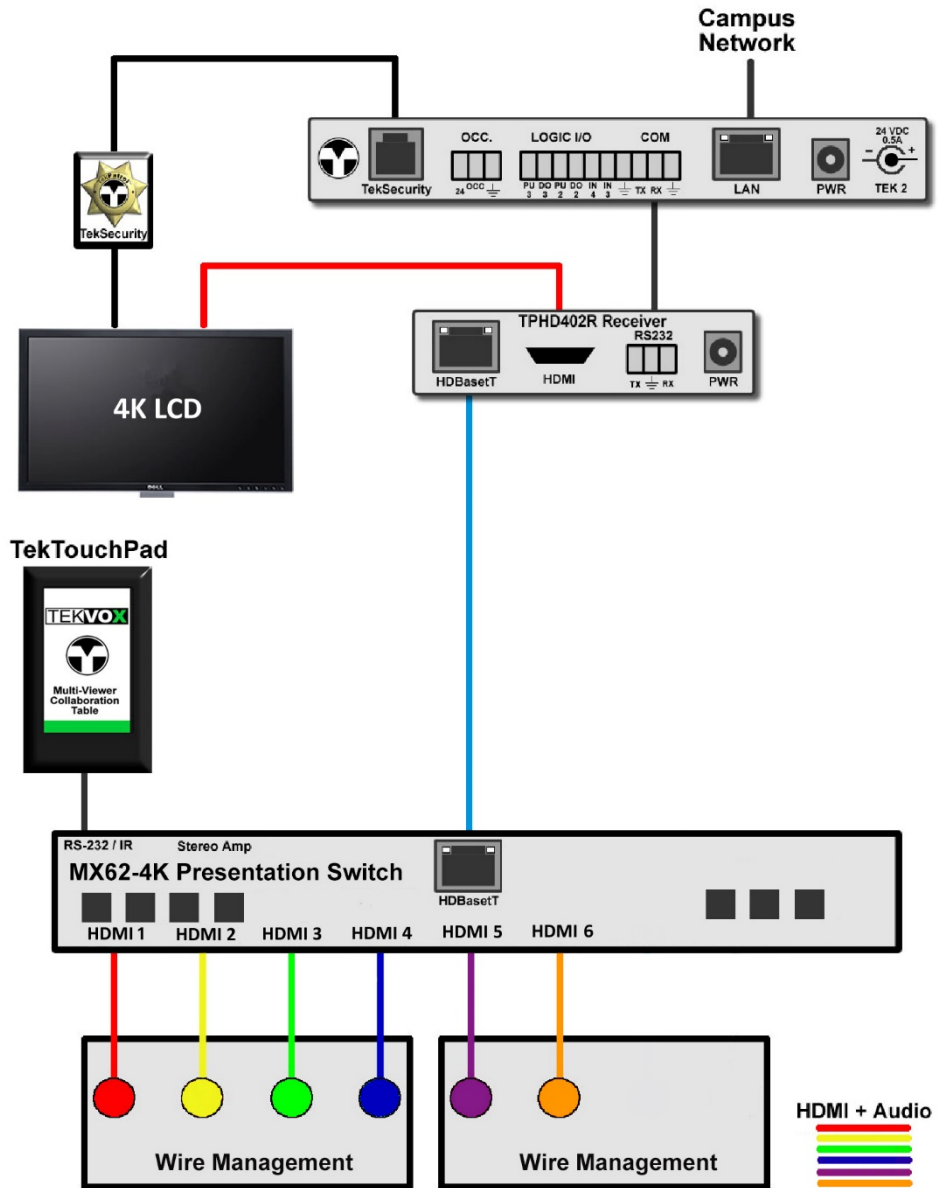 Campus
Network
OCC.
LOGIC I/O
COM
24 VDC
0.5A
- +
TekSecurity
24 OCC
PU 3 DO 3 PU 2 DO 2 IN 4 IN 3 TX RX
LAN
PWR
TEK 2
TekSecurity
TPHD402R Receiver
RS232
HDBasetT
HDMI
TX RX
PWR
4K LCD
DELL
TekTouchPad
TEKVOX
Multi-Viewer
Collaboration
Table
RS-232 / IR
Stereo Amp
MX62-4K Presentation Switch
HDBasetT
HDMI 1
HDMI 2
HDMI 3
HDMI 4
HDMI 5
HDMI 6
Wire Management
Wire Management
HDMI + Audio